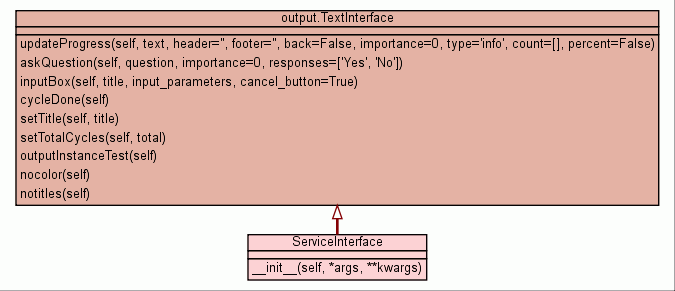 output.TextInterface
updateProgress(self, text, header='', footer='', back=False, importance=0, type='info', count=[], percent=False)
askQuestion(self, question, importance=0, responses=['Yes', 'No'])
inputBox(self, title, input_parameters, cancel_button=True)
cycleDone(self)
setTitle(self, title)
setTotalCycles(self, total)
outputInstanceTest(self)
nocolor(self)
notitles(self)
ServiceInterface
__init__(self, *args, **kwargs)